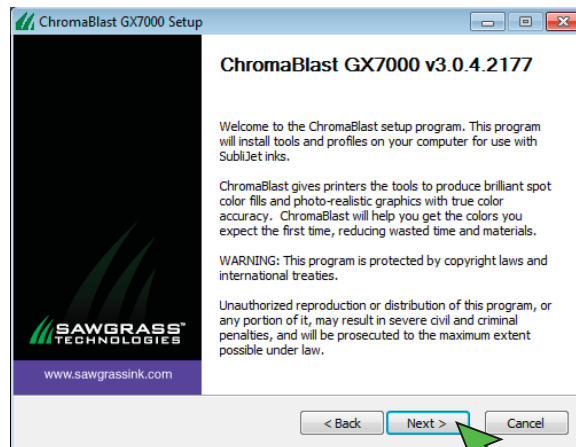 ChromaBlast GX7000 Setup
ChromaBlast GX7000 v3.0.4.2177
Welcome to the ChromaBlast setup program. This program
will install tools and profiles on your computer for use with
SubliJet inks.
ChromaBlast gives printers the tools to produce brilliant spot
color fills and photo-realistic graphics with true color
accuracy. ChromaBlast will help you get the colors you
expect the first time, reducing wasted time and materials.
WARNING: This program is protected by copyright laws and
international treaties.
Unauthorized reproduction or distribution of this program, or
any portion of it, may result in severe civil and criminal
penalties, and will be prosecuted to the maximum extent
possible under law.
SAWGRASS™
TECHNOLOGIES
www.sawgrassink.com
< Back
Next >
Cancel